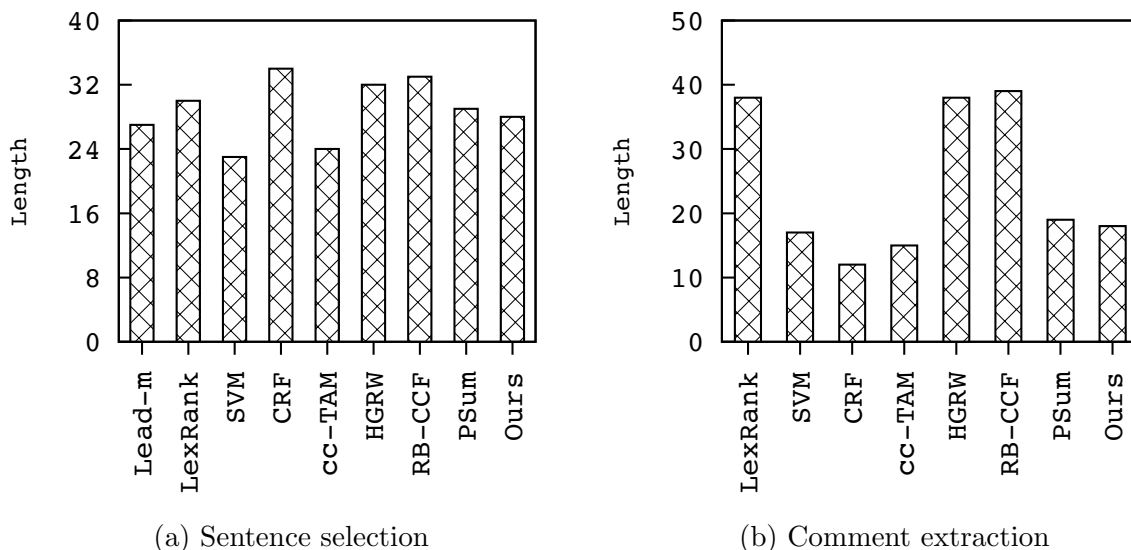 40
32
24
16
8
0
Length
Lead-m
LexRank
SVM
CRF
cc-TAM
HGRW
RB-CCF
PSum
Ours
(a) Sentence selection
50
40
30
20
10
0
Length
LexRank
SVM
CRF
cc-TAM
HGRW
RB-CCF
PSum
Ours
(b) Comment extraction